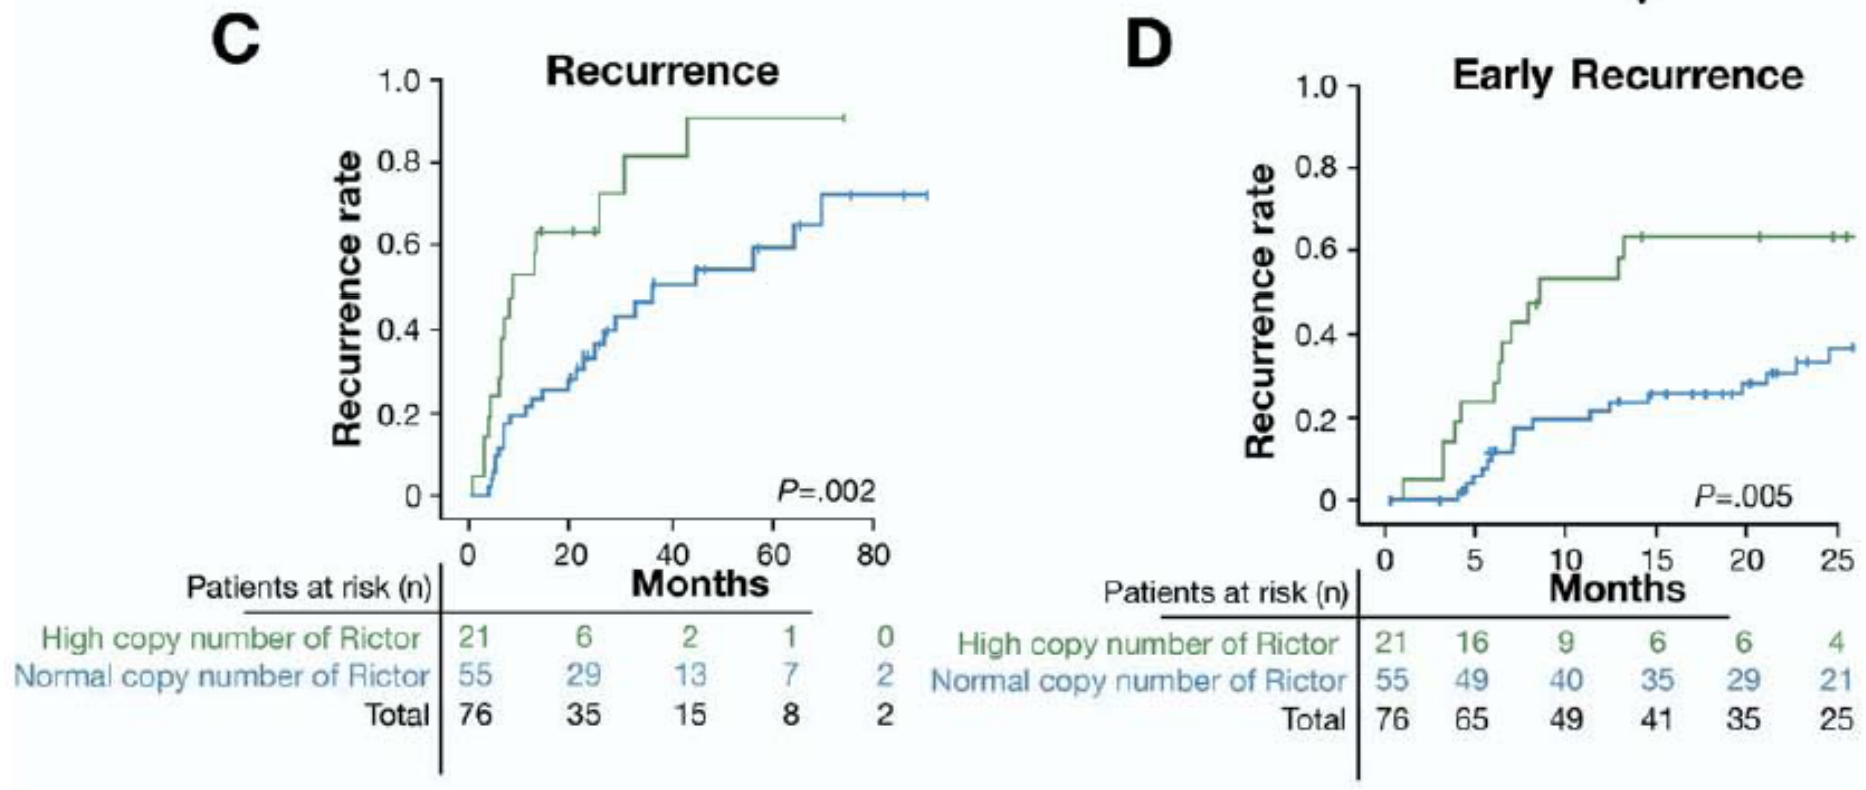 C
Recurrence
Recurrence rate
1.0
0.8
0.6
0.4
0.2
0
P=.002
0 20 40 60 80
Months
Patients at risk (n)
High copy number of Rictor 21 6 2 1 0
Normal copy number of Rictor 55 29 13 7 2
Total 76 35 15 8 2
D
Early Recurrence
Recurrence rate
1.0
0.8
0.6
0.4
0.2
0
P=.005
0 5 10 15 20 25
Months
Patients at risk (n)
High copy number of Rictor 21 16 9 6 6 4
Normal copy number of Rictor 55 49 40 35 29 21
Total 76 65 49 41 35 25